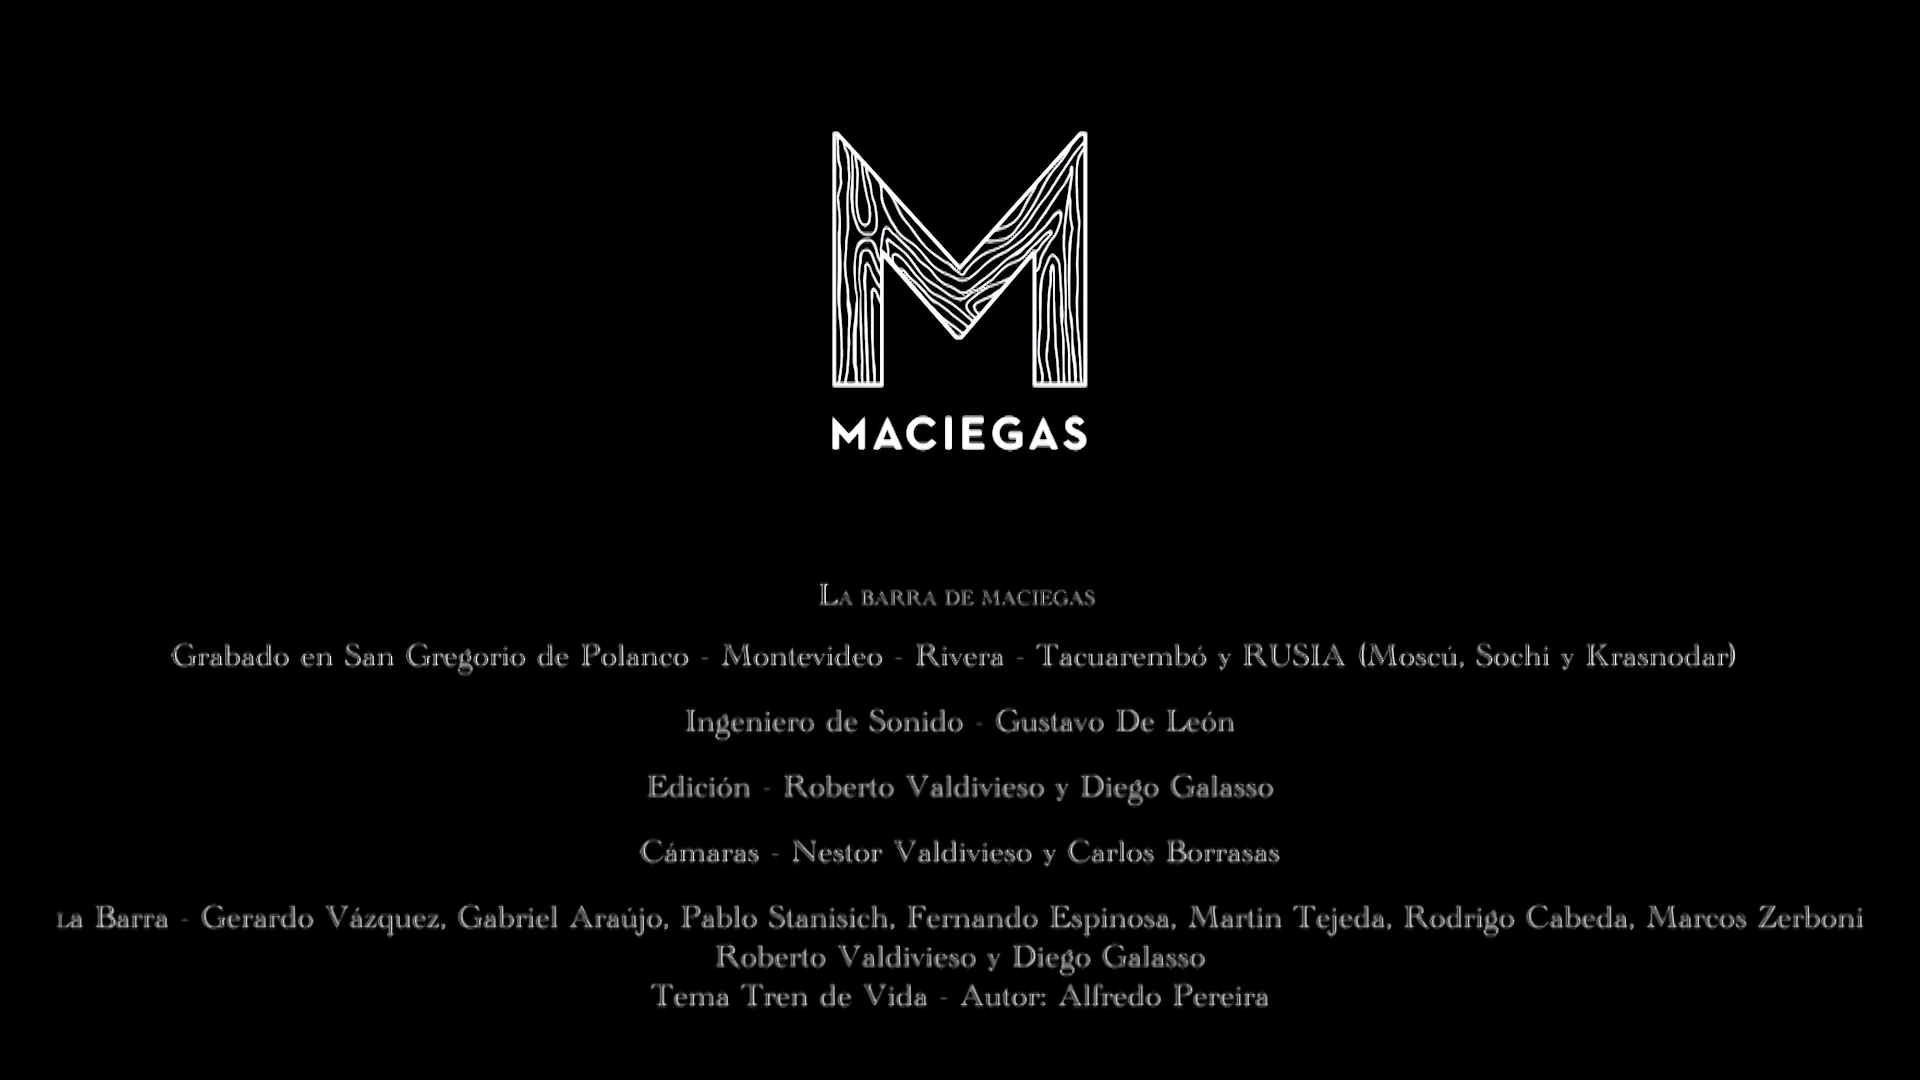 M
MACIEGAS
La barra de maciegas
Grabado en San Gregorio de Polanco - Montevideo - Rivera - Tacuarembó y RUSIA (Moscú, Sochi y Krasnodar)
Ingeniero de Sonido - Gustavo De León
Edición - Roberto Valdivieso y Diego Galasso
Cámaras - Nestor Valdivieso y Carlos Borrasas
La Barra - Gerardo Vázquez, Gabriel Araújo, Pablo Stanisich, Fernando Espinosa, Martin Tejeda, Rodrigo Cabeda, Marcos Zerboni
Roberto Valdivieso y Diego Galasso
Tema Tren de Vida - Autor: Alfredo Pereira